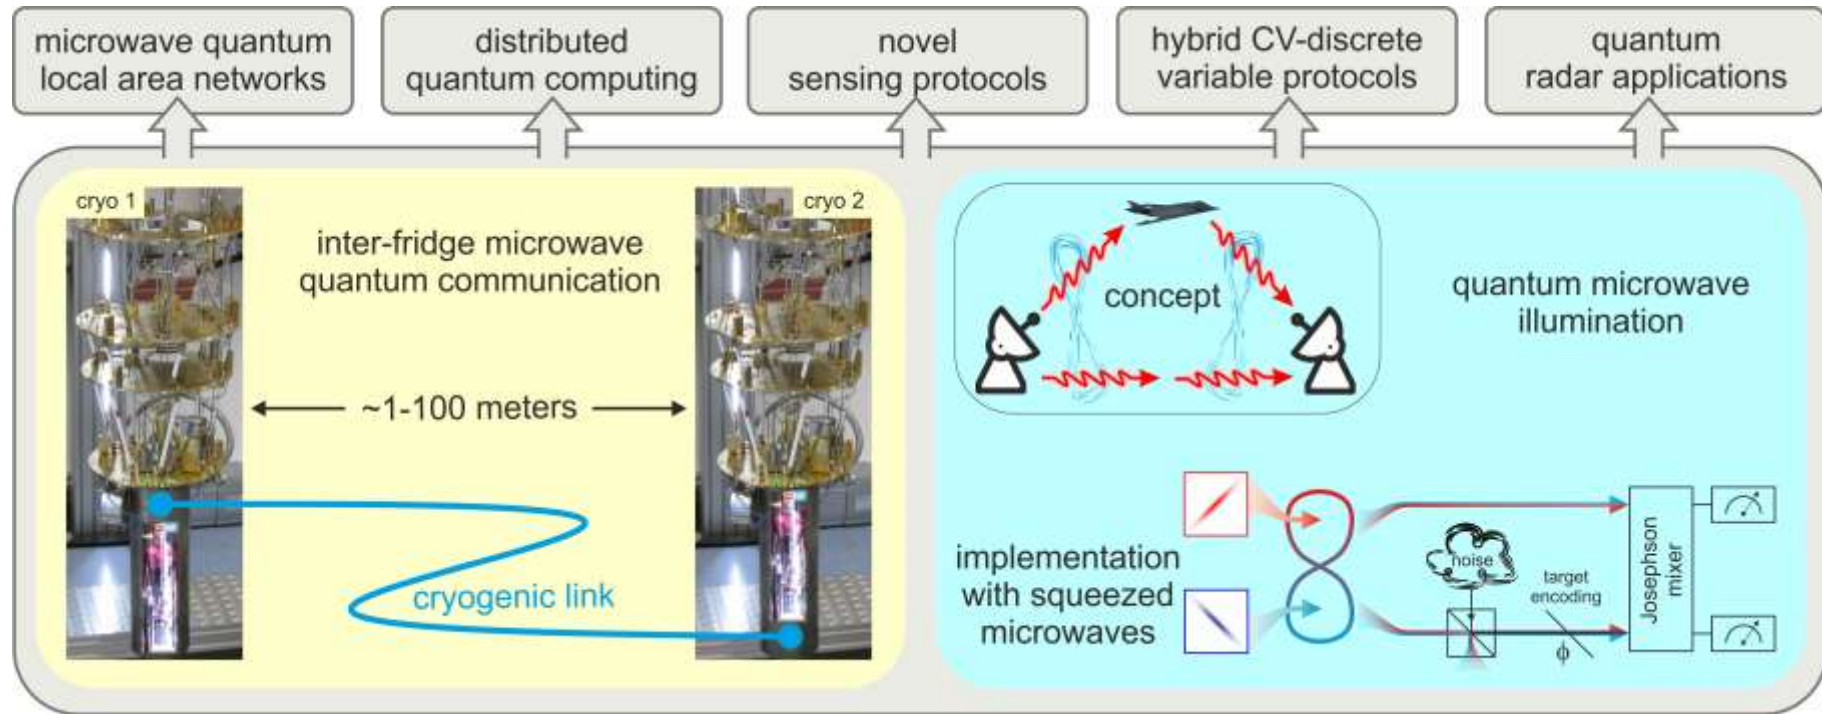 microwave quantum
local area networks
distributed
quantum computing
novel
sensing protocols
hybrid CV-discrete
variable protocols
quantum
radar applications
cryo 1
inter-fridge microwave
quantum communication
cryo 2
~1-100 meters
cryogenic link
concept
quantum microwave
illumination
implementation
with squeezed
microwaves
noise
target
encoding
ϕ
Josephson
mixer